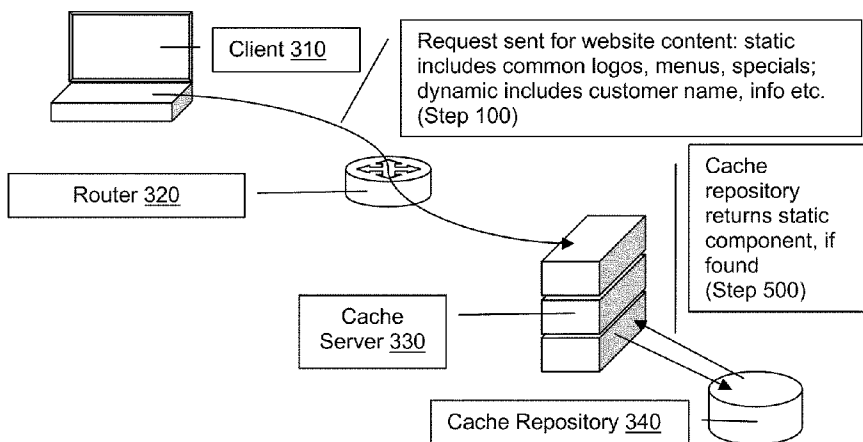 Client 310
Request sent for website content: static
includes common logos, menus, specials;
dynamic includes customer name, info etc.
(Step 100)
Router 320
Cache
repository
returns static
component, if
found
(Step 500)
Cache
Server 330
Cache Repository 340